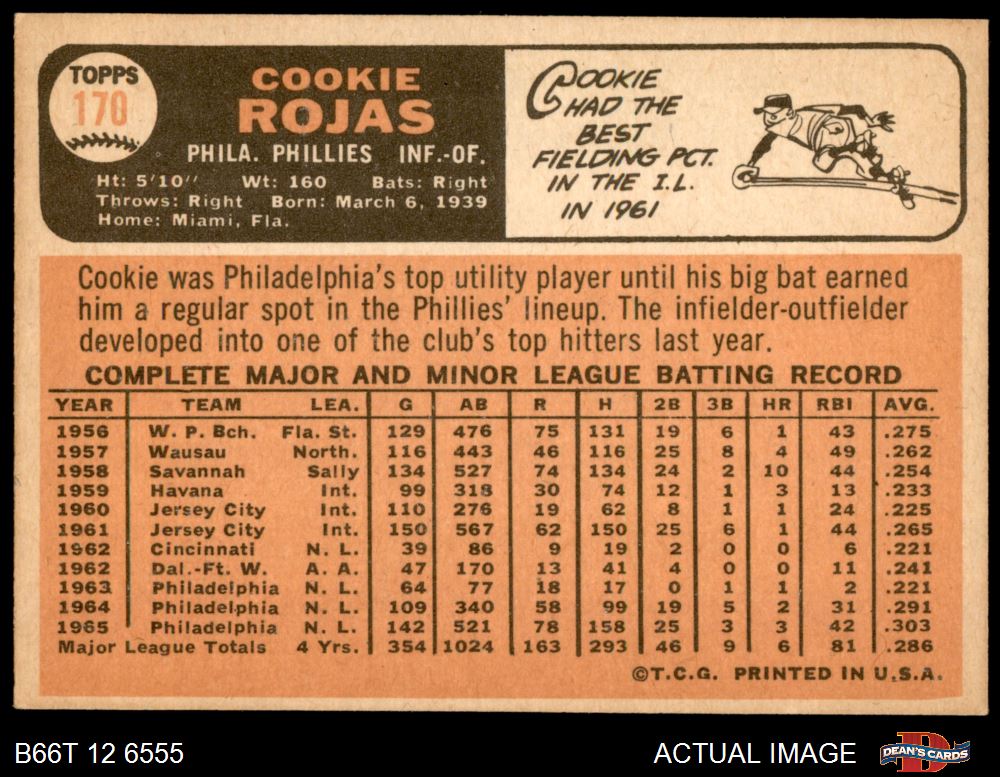 TOPPS
170
COOKIE
ROJAS
PHILA. PHILLIES INF.-OF.
Ht: 5'10" Wt: 160 Bats: Right
Throws: Right Born: March 6, 1939
Home: Miami, Fla.
COOKIE
HAD THE
BEST
FIELDING PCT.
IN THE I.L.
IN 1961
Cookie was Philadelphia's top utility player until his big bat earned
him a regular spot in the Phillies' lineup. The infielder-outfielder
developed into one of the club's top hitters last year.
COMPLETE MAJOR AND MINOR LEAGUE BATTING RECORD
YEAR TEAM LEA. G AB R H 2B 3B HR RBI AVG.
1956 W. P. Bch. Fla. St. 129 476 75 131 19 6 1 43 .275
1957 Wausau North. 116 443 46 116 25 8 4 49 .262
1958 Savannah Sally 134 527 74 134 24 2 10 44 .254
1959 Havana Int. 99 318 30 74 12 1 3 13 .233
1960 Jersey City Int. 110 276 19 62 8 1 1 24 .225
1961 Jersey City Int. 150 567 62 150 25 6 1 44 .265
1962 Cincinnati N. L. 39 86 9 19 2 0 0 6 .221
1962 Dal.-Ft. W. A. A. 47 170 13 41 4 0 0 11 .241
1963 Philadelphia N. L. 64 77 18 17 0 1 1 2 .221
1964 Philadelphia N. L. 109 340 58 99 19 5 2 31 .291
1965 Philadelphia N. L. 142 521 78 158 25 3 3 42 .303
Major League Totals 4 Yrs. 354 1024 163 293 46 9 6 81 .286
©T.C.G. PRINTED IN U.S.A.
B66T 12 6555 ACTUAL IMAGE DEAN'S CARDS